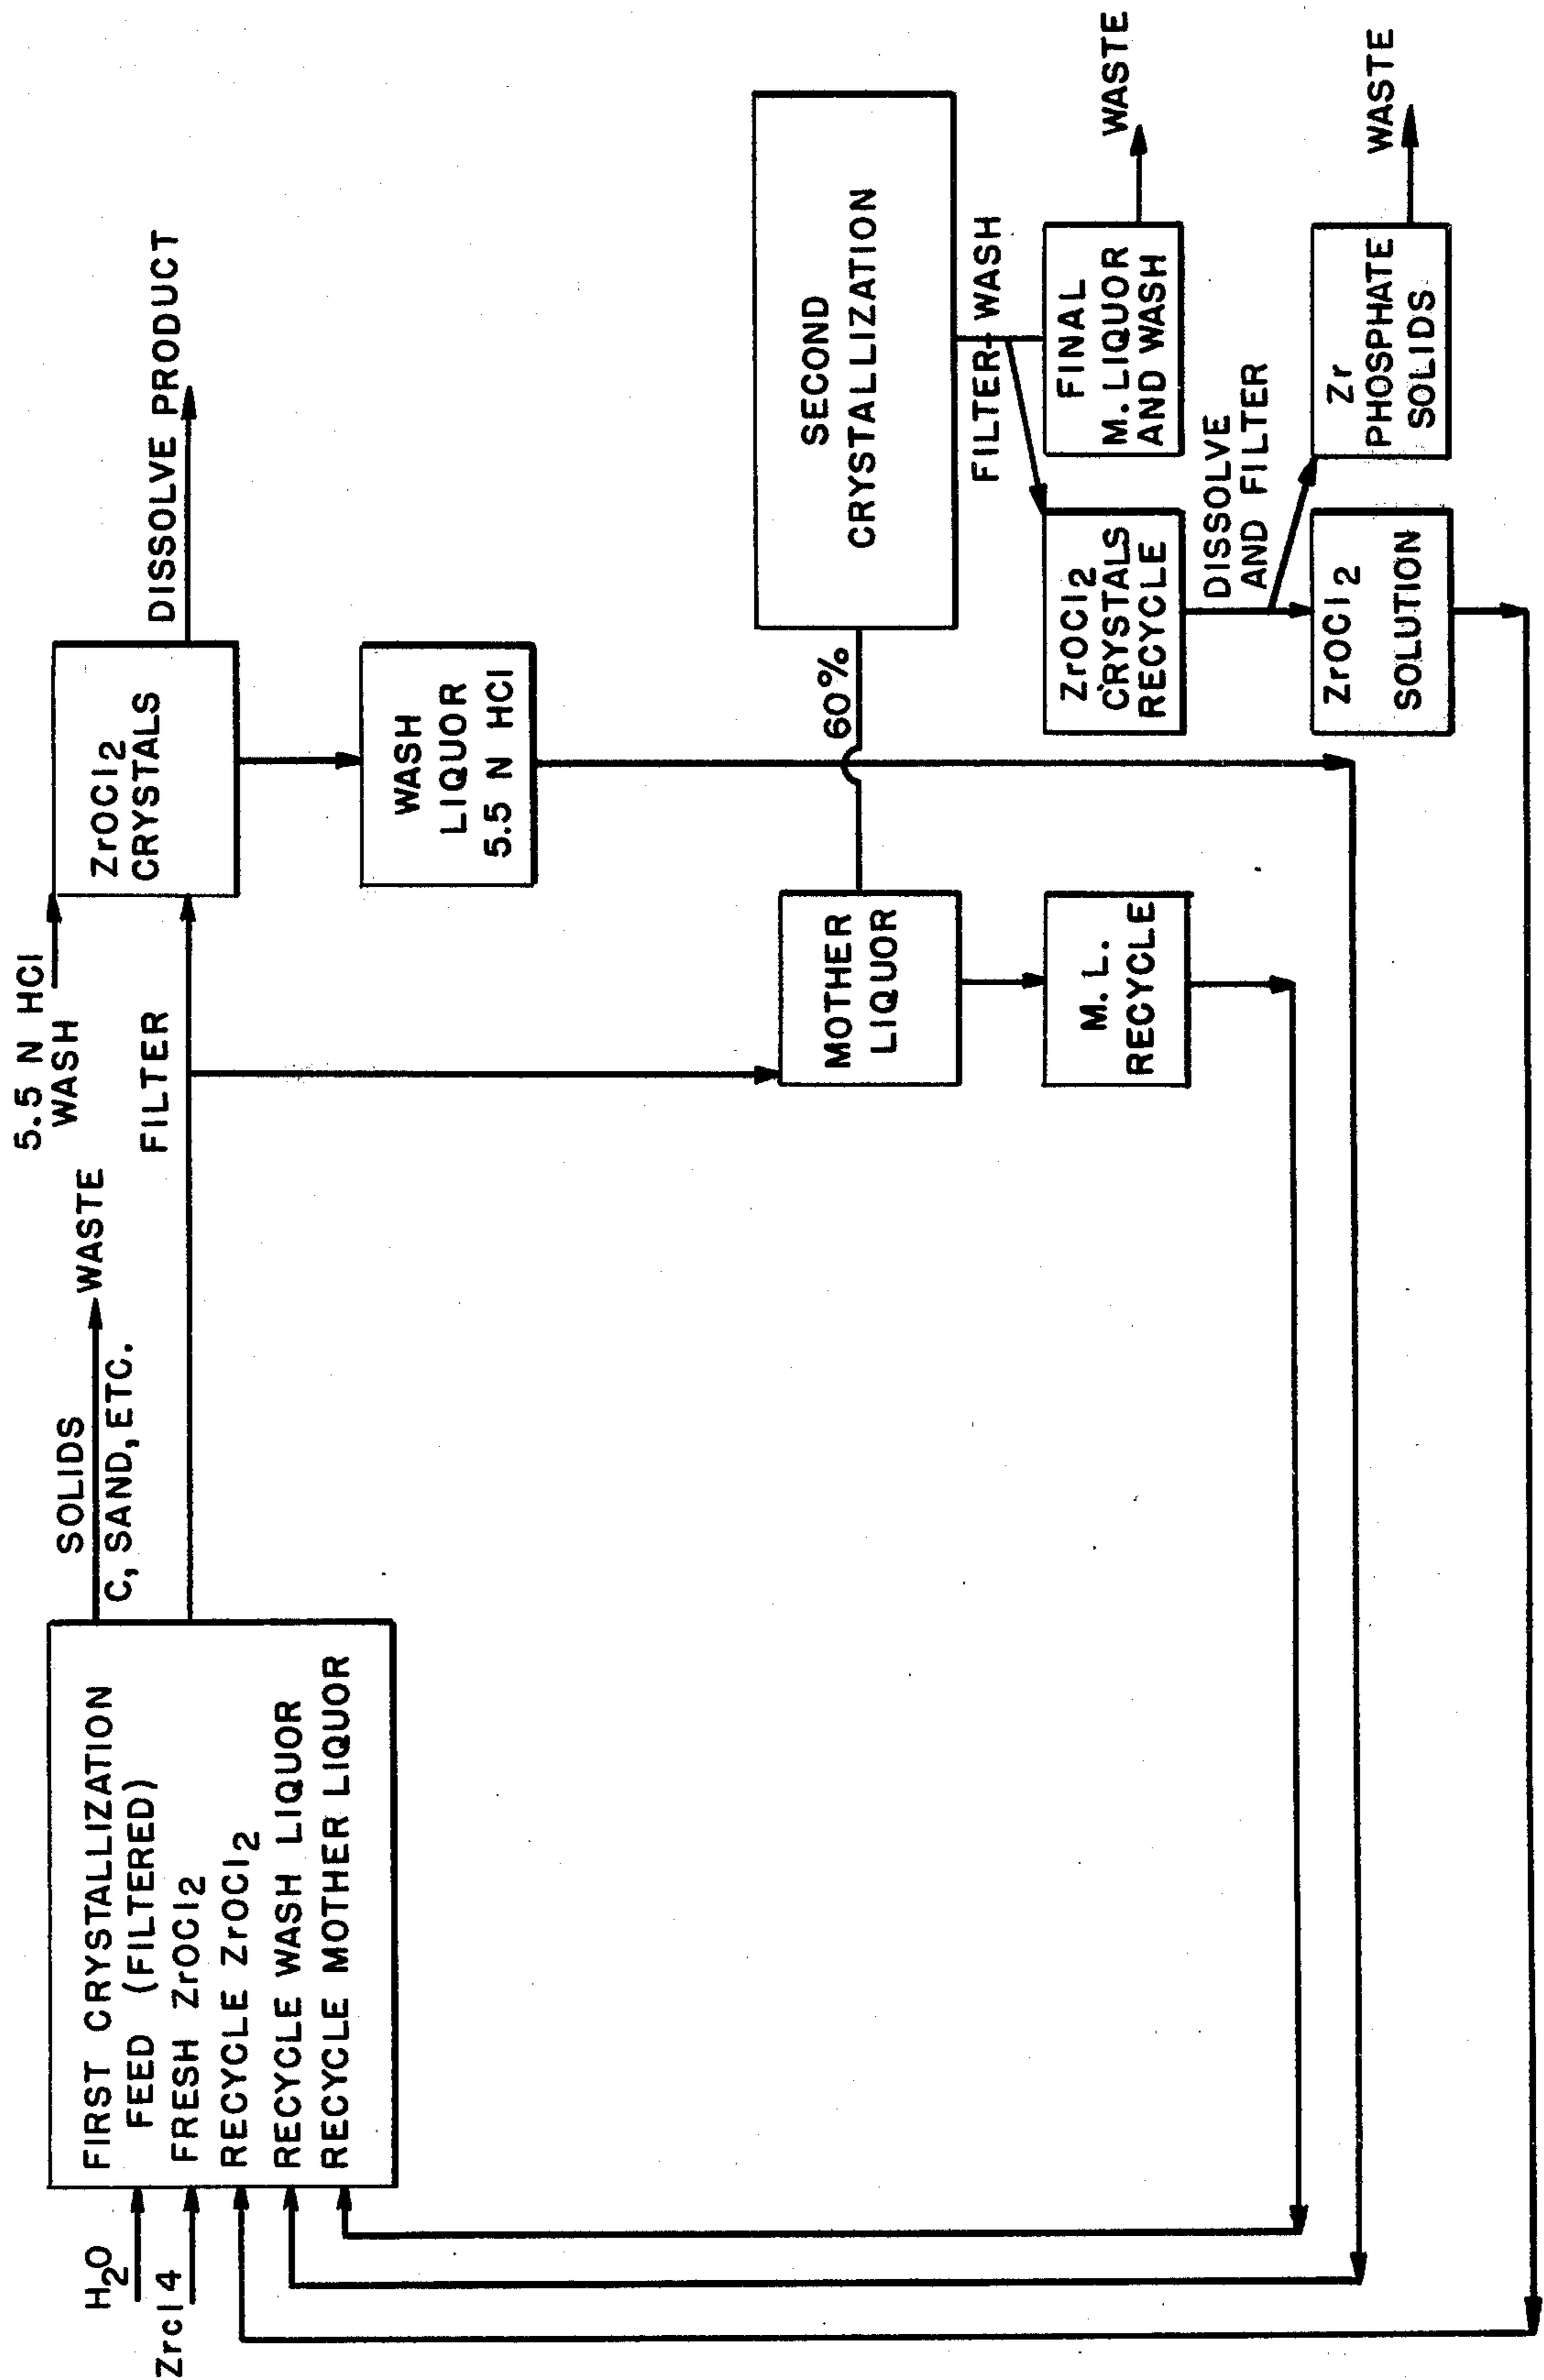 H2O
Zrcl4
FIRST CRYSTALLIZATION
FEED (FILTERED)
FRESH ZrOCl2
RECYCLE ZrOCl2
RECYCLE WASH LIQUOR
RECYCLE MOTHER LIQUOR
SOLIDS
C, SAND, ETC.
WASTE
5.5 N HCl
WASH
FILTER
ZrOCl2
CRYSTALS
DISSOLVE PRODUCT
WASH
LIQUOR
5.5 N HCl
MOTHER
LIQUOR
60%
SECOND
CRYSTALLIZATION
M. L.
RECYCLE
FILTER WASH
ZrOCl2
CRYSTALS
RECYCLE
FINAL
M. LIQUOR
AND WASH
WASTE
DISSOLVE
AND FILTER
ZrOCl2
SOLUTION
Zr
PHOSPHATE
SOLIDS
WASTE